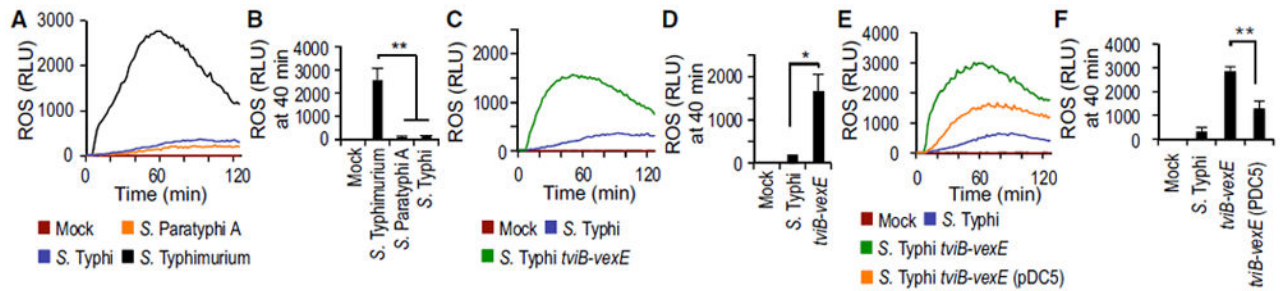 A
ROS (RLU)
3000
2000
1000
0
0
60
120
Time (min)
Mock
S. Paratyphi A
S. Typhi
S. Typhimurium
B
ROS (RLU)
at 40 min
4000
3000
2000
1000
0
**
Mock
S. Typhimurium
S. Paratyphi A
S. Typhi
C
ROS (RLU)
2000
1000
0
0
60
120
Time (min)
Mock
S. Typhi
S. Typhi tviB-vexE
D
ROS (RLU)
at 40 min
2000
1000
0
*
Mock
S. Typhi
tviB-vexE
E
ROS (RLU)
4000
3000
2000
1000
0
0
60
120
Time (min)
Mock
S. Typhi
S. Typhi tviB-vexE
S. Typhi tviB-vexE (pDC5)
F
ROS (RLU)
at 40 min
4000
3000
2000
1000
0
**
Mock
S. Typhi
tviB-vexE
tviB-vexE (PDC5)